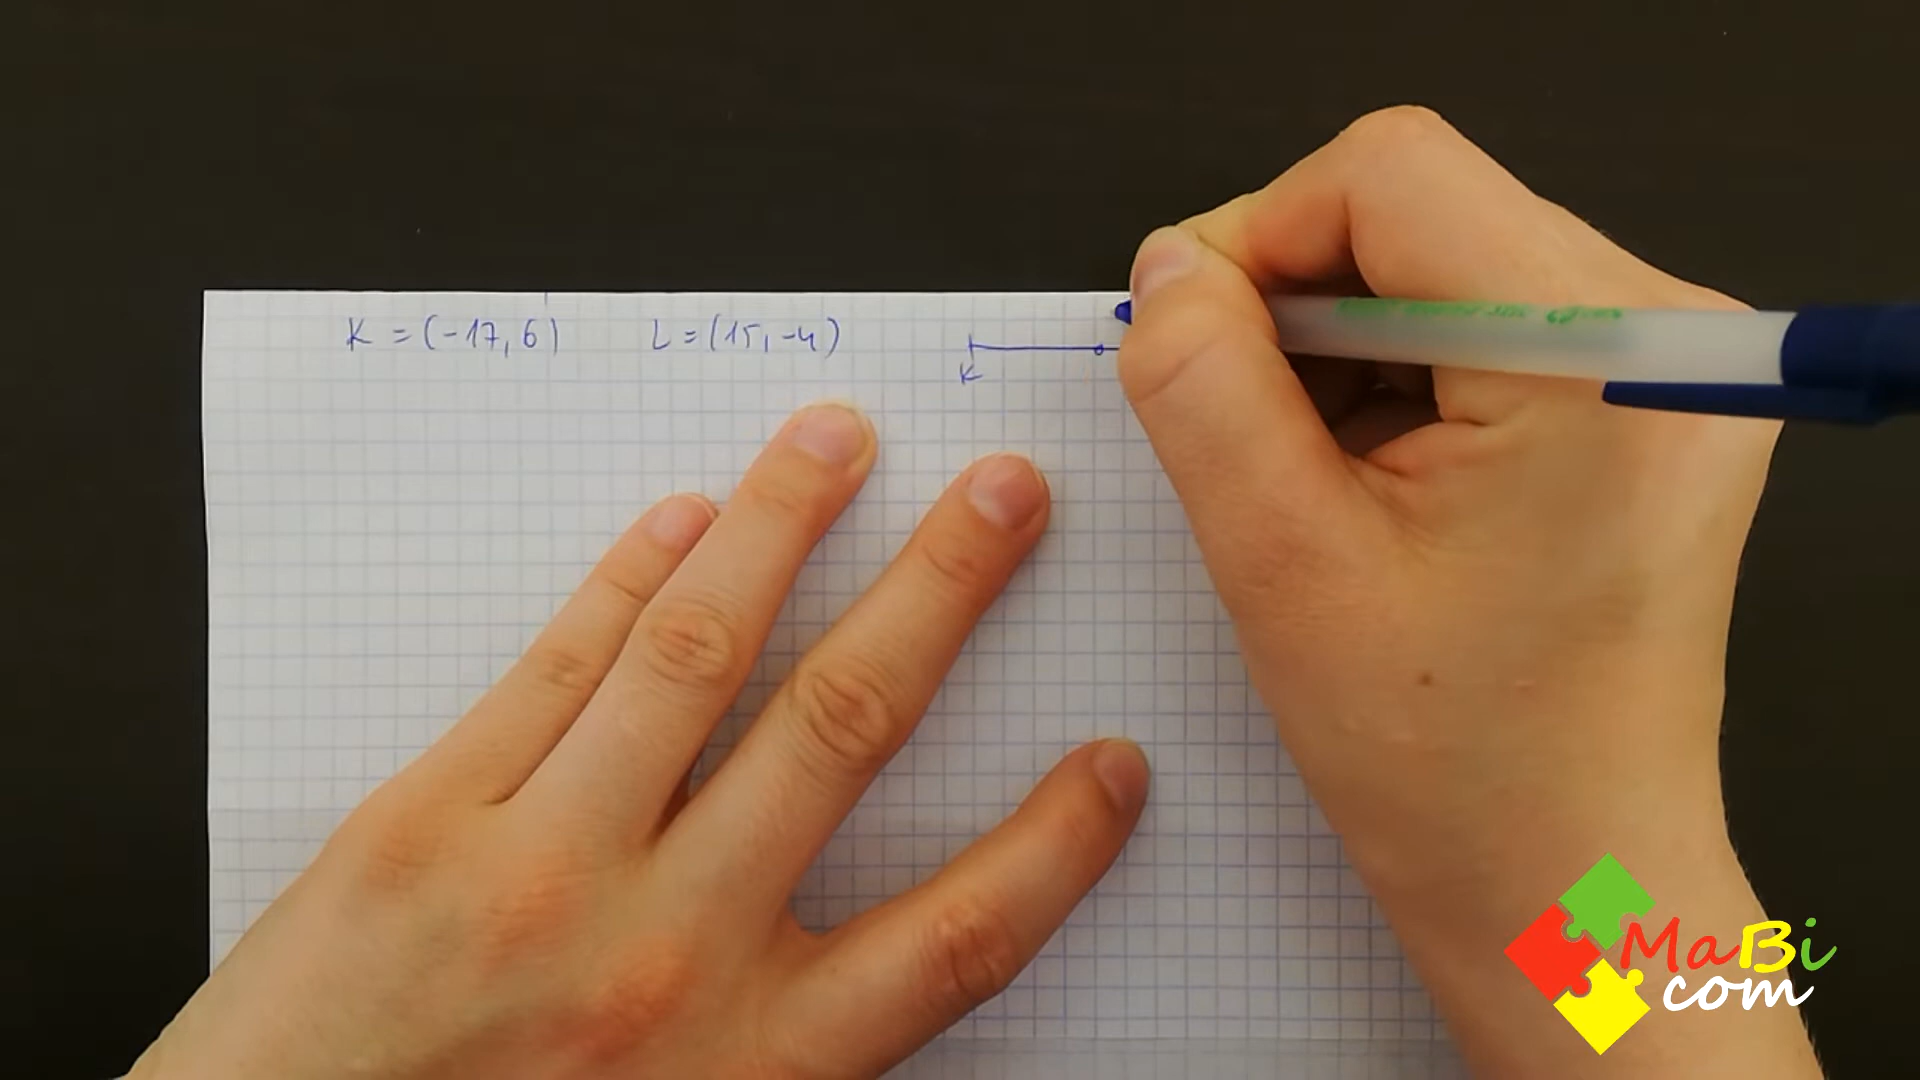 K = (-17, 6) L = (15, -4)
K
MaBi
com